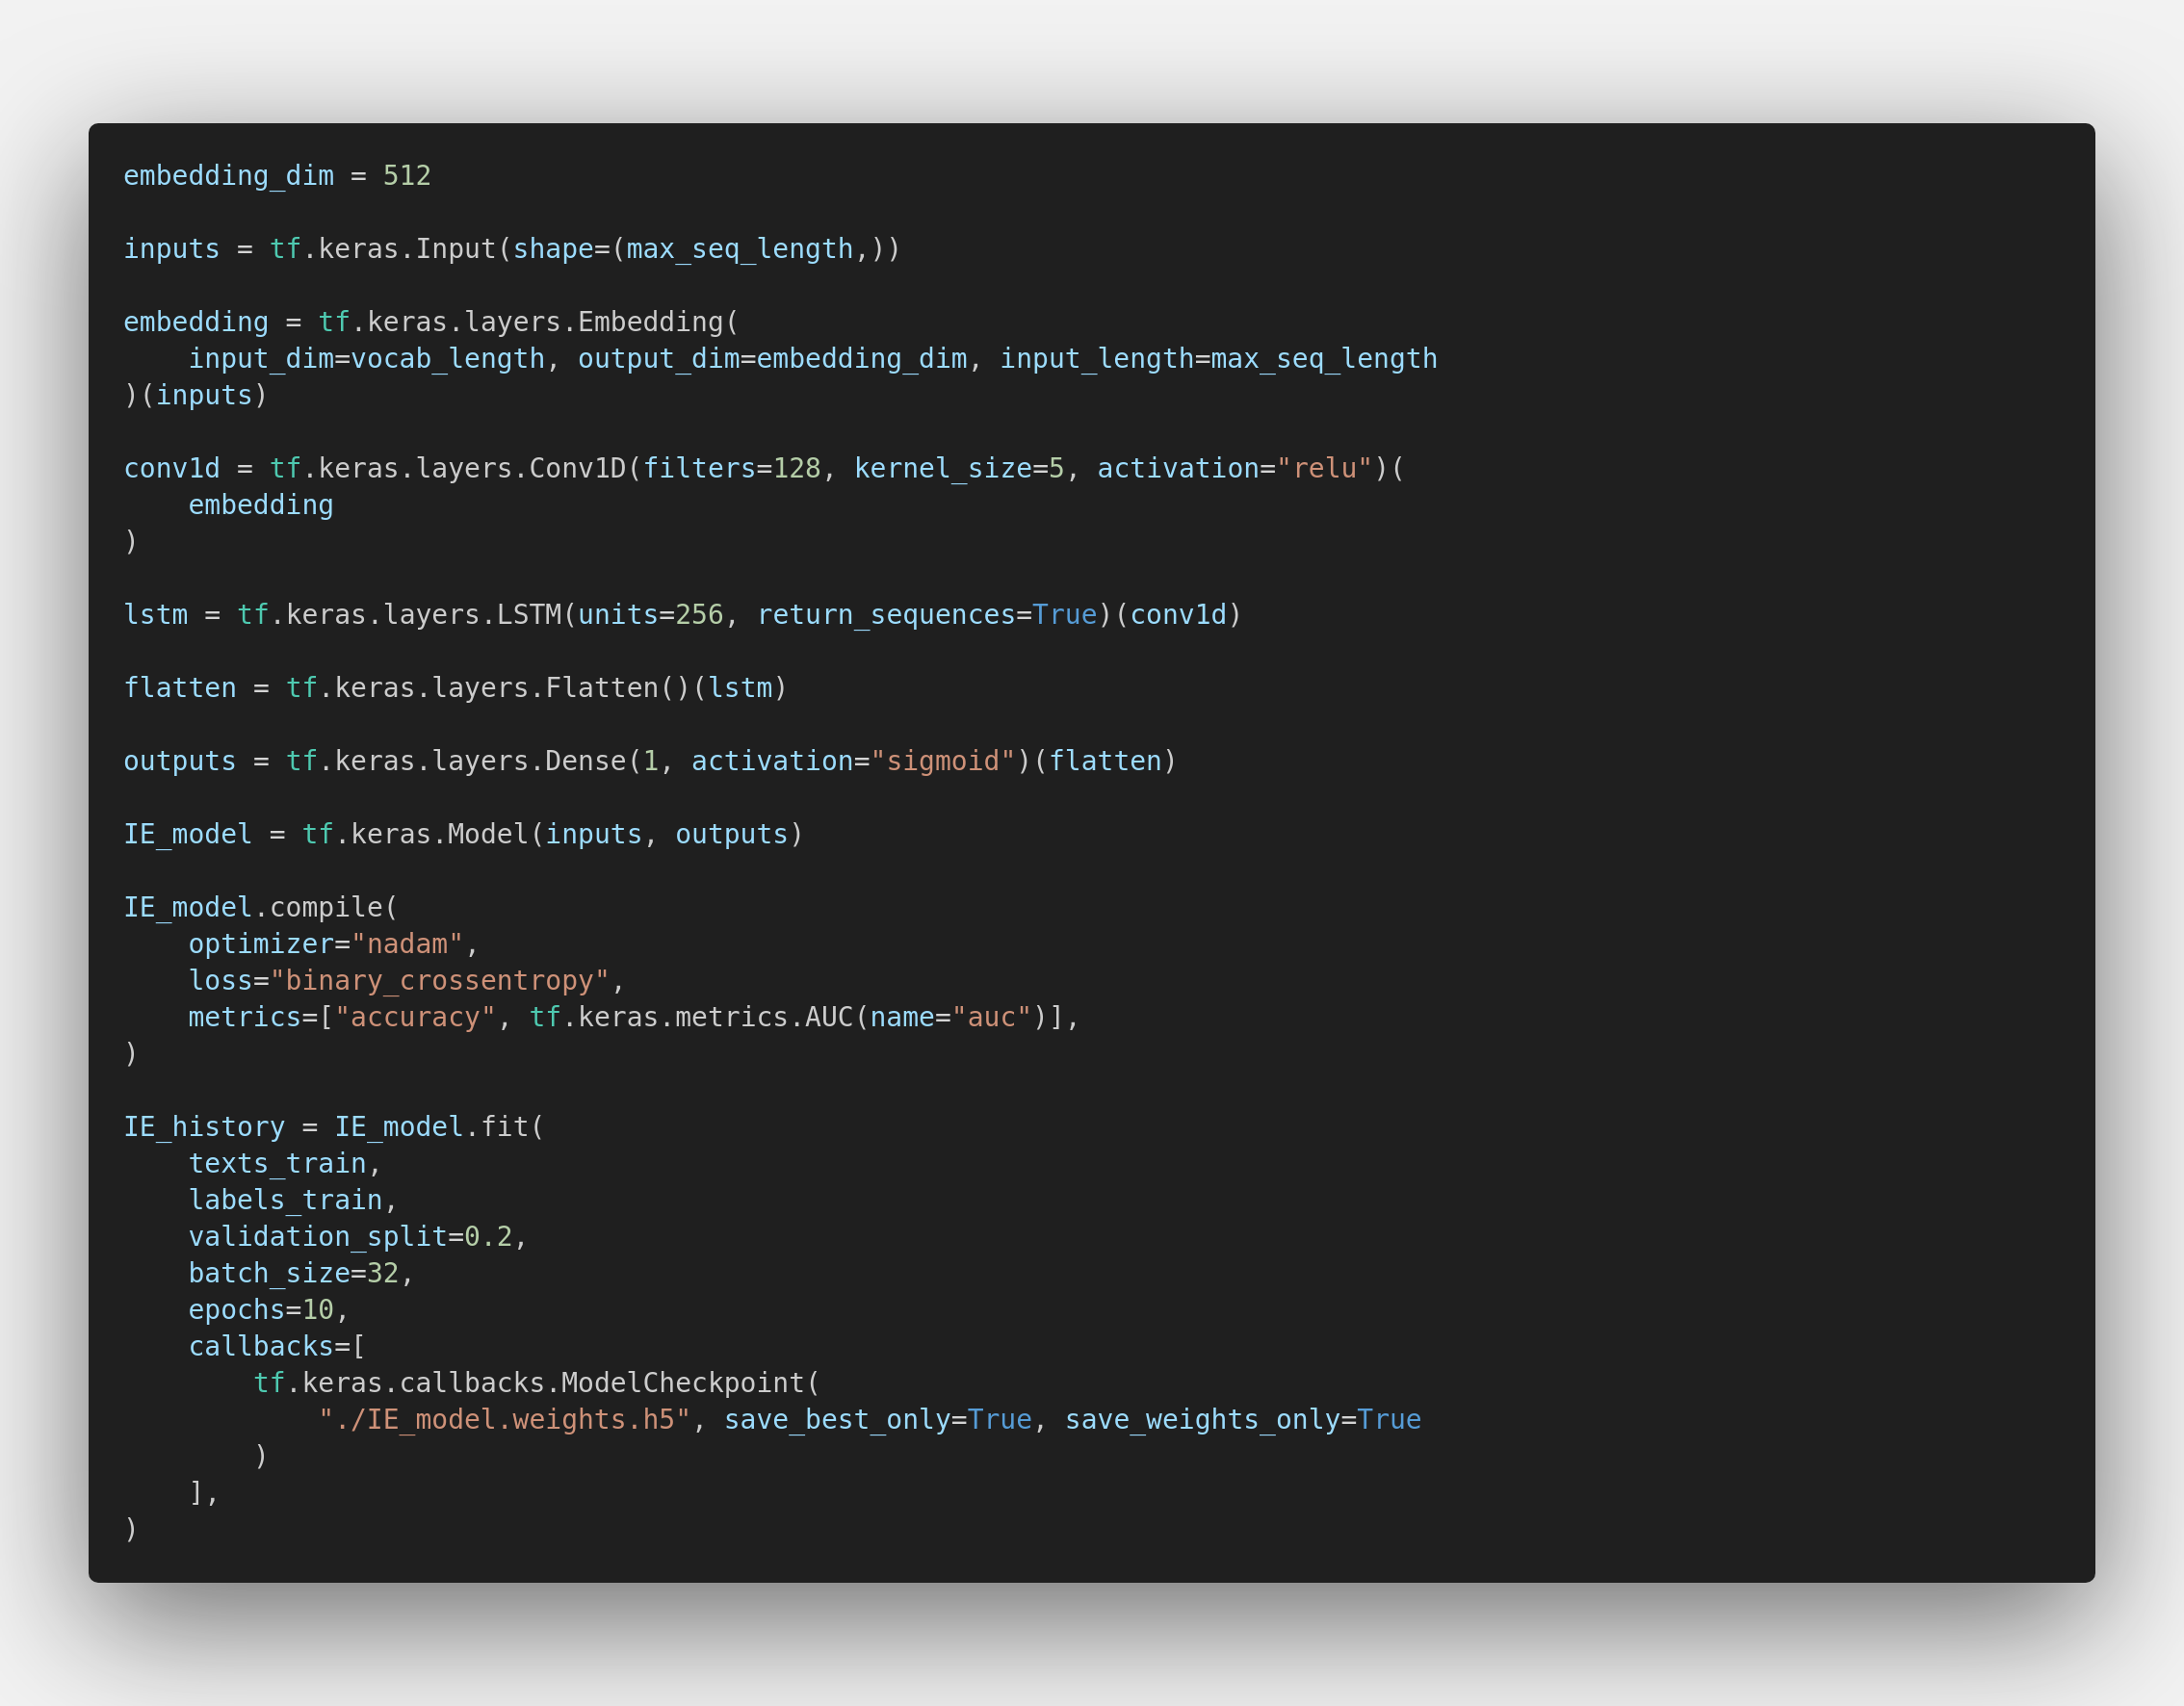 embedding_dim = 512
inputs = tf.keras.Input(shape=(max_seq_length,))
embedding = tf.keras.layers.Embedding(
    input_dim=vocab_length, output_dim=embedding_dim, input_length=max_seq_length
)(inputs)
conv1d = tf.keras.layers.Conv1D(filters=128, kernel_size=5, activation="relu")(
    embedding
)
lstm = tf.keras.layers.LSTM(units=256, return_sequences=True)(conv1d)
flatten = tf.keras.layers.Flatten()(lstm)
outputs = tf.keras.layers.Dense(1, activation="sigmoid")(flatten)
IE_model = tf.keras.Model(inputs, outputs)
IE_model.compile(
    optimizer="nadam",
    loss="binary_crossentropy",
    metrics=["accuracy", tf.keras.metrics.AUC(name="auc")],
)
IE_history = IE_model.fit(
    texts_train,
    labels_train,
    validation_split=0.2,
    batch_size=32,
    epochs=10,
    callbacks=[
        tf.keras.callbacks.ModelCheckpoint(
            "./IE_model.weights.h5", save_best_only=True, save_weights_only=True
        )
    ],
)